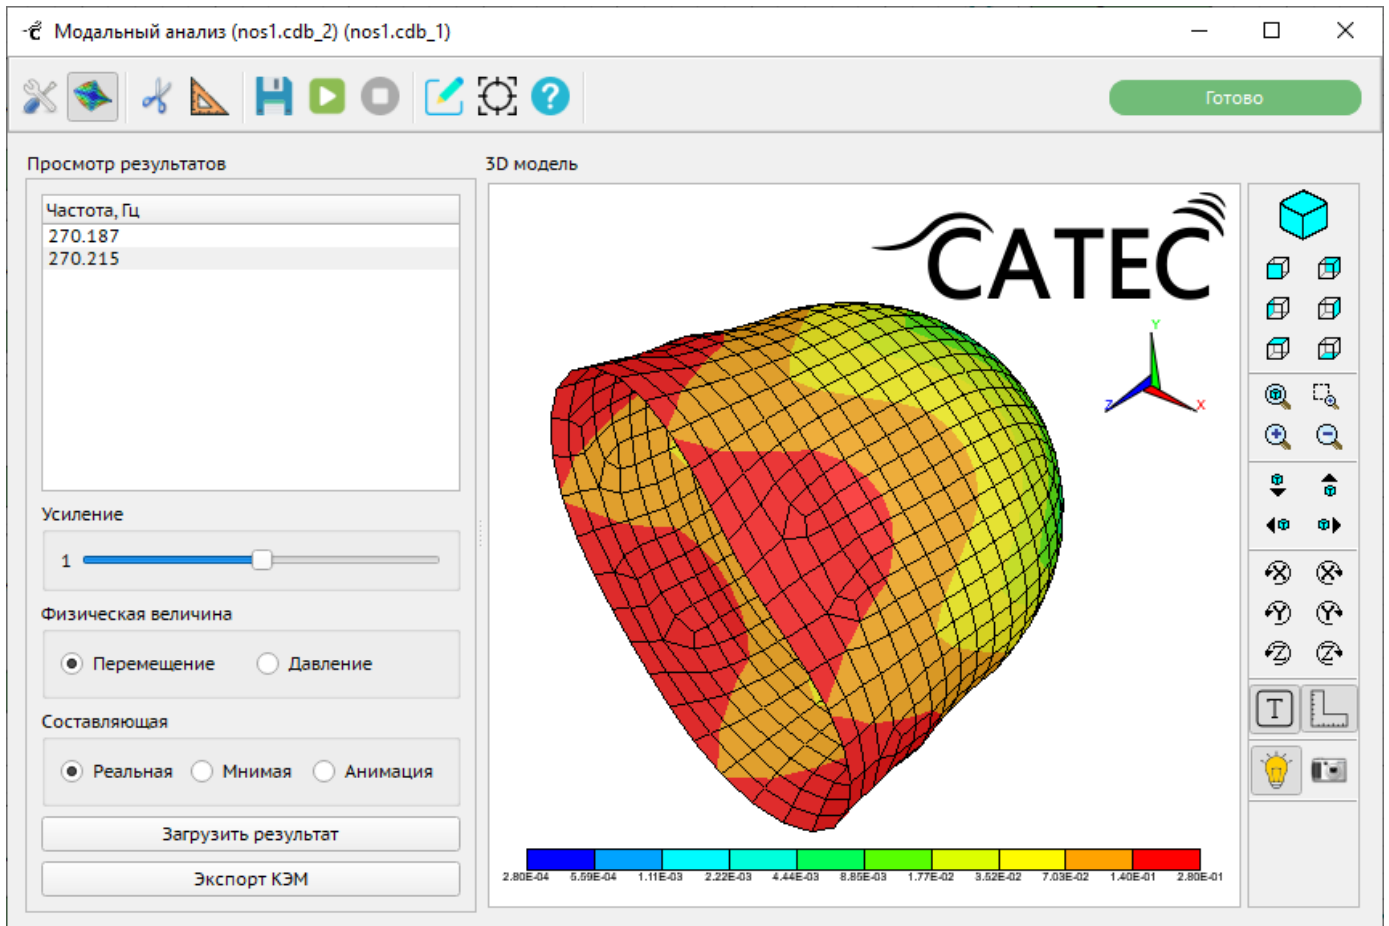 Модальный анализ (nos1.cdb_2) (nos1.cdb_1)
Готово
Просмотр результатов
Частота, Гц
270.187
270.215
Усиление
1
Физическая величина
Перемещение Давление
Составляющая
Реальная Мнимая Анимация
Загрузить результат
Экспорт КЭМ
3D модель
CATEC
Y
Z X
2.80E-04 5.59E-04 1.11E-03 2.22E-03 4.44E-03 8.85E-03 1.77E-02 3.52E-02 7.03E-02 1.40E-01 2.80E-01
X X
Y Y
Z Z
T